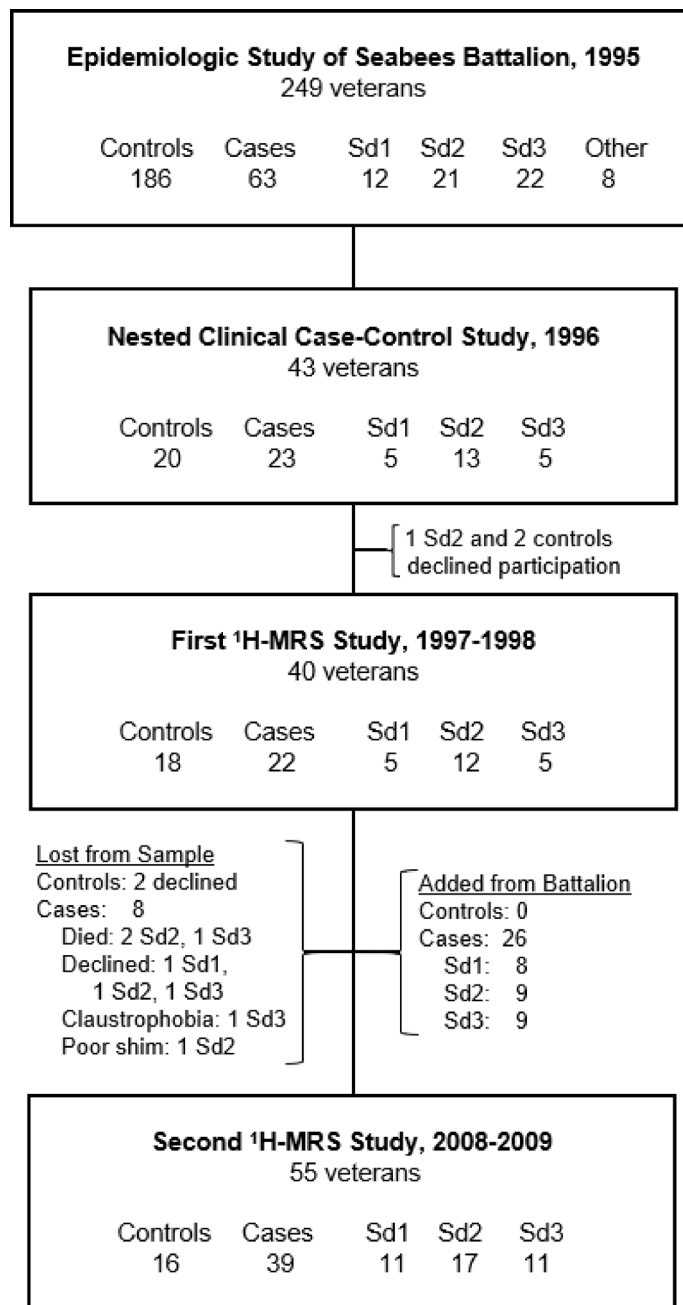 Epidemiologic Study of Seabees Battalion, 1995
249 veterans
Controls Cases Sd1 Sd2 Sd3 Other
186 63 12 21 22 8
Nested Clinical Case-Control Study, 1996
43 veterans
Controls Cases Sd1 Sd2 Sd3
20 23 5 13 5
1 Sd2 and 2 controls
declined participation
First ¹H-MRS Study, 1997-1998
40 veterans
Controls Cases Sd1 Sd2 Sd3
18 22 5 12 5
Lost from Sample
Controls: 2 declined
Cases: 8
Died: 2 Sd2, 1 Sd3
Declined: 1 Sd1,
1 Sd2, 1 Sd3
Claustrophobia: 1 Sd3
Poor shim: 1 Sd2
Added from Battalion
Controls: 0
Cases: 26
Sd1: 8
Sd2: 9
Sd3: 9
Second ¹H-MRS Study, 2008-2009
55 veterans
Controls Cases Sd1 Sd2 Sd3
16 39 11 17 11